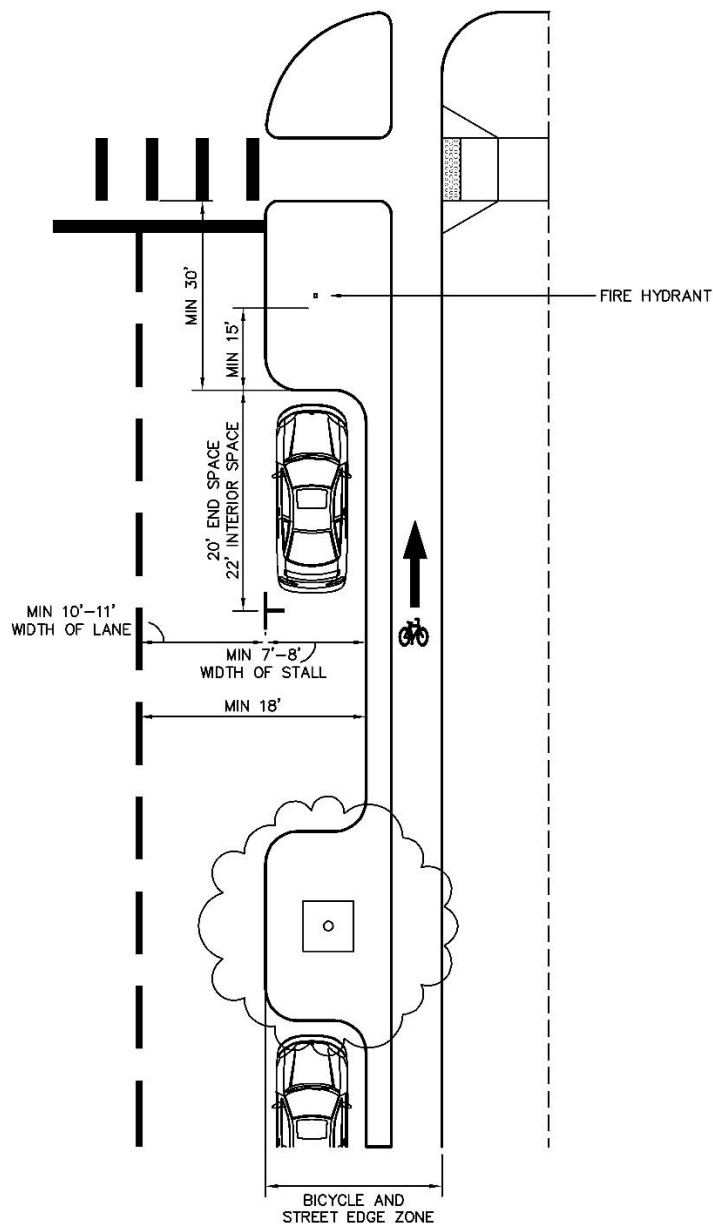 FIRE HYDRANT
MIN 30'
MIN 15'
20' END SPACE
22' INTERIOR SPACE
MIN 10'-11'
WIDTH OF LANE
MIN 7'-8'
WIDTH OF STALL
MIN 18'
BICYCLE AND
STREET EDGE ZONE